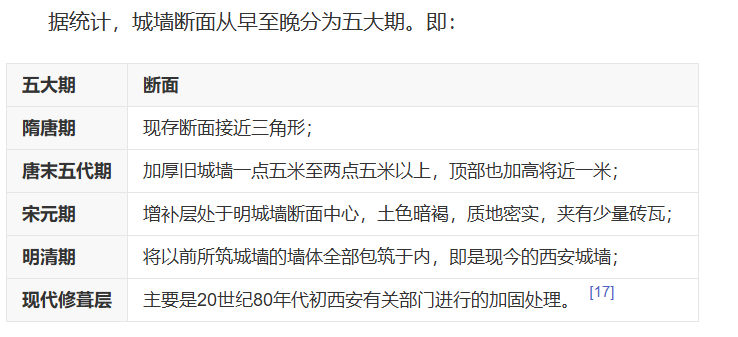 据统计，城墙断面从早至晚分为五大期。即：
五大期 断面
隋唐期 现存断面接近三角形；
唐末五代期 加厚旧城墙一点五米至两点五米以上，顶部也加高将近一米；
宋元期 增补层处于明城墙断面中心，土色暗褐，质地密实，夹有少量砖瓦；
明清期 将以前所筑城墙的墙体全部包筑于内，即是现今的西安城墙；
现代修葺层 主要是20世纪80年代初西安有关部门进行的加固处理。 [17]